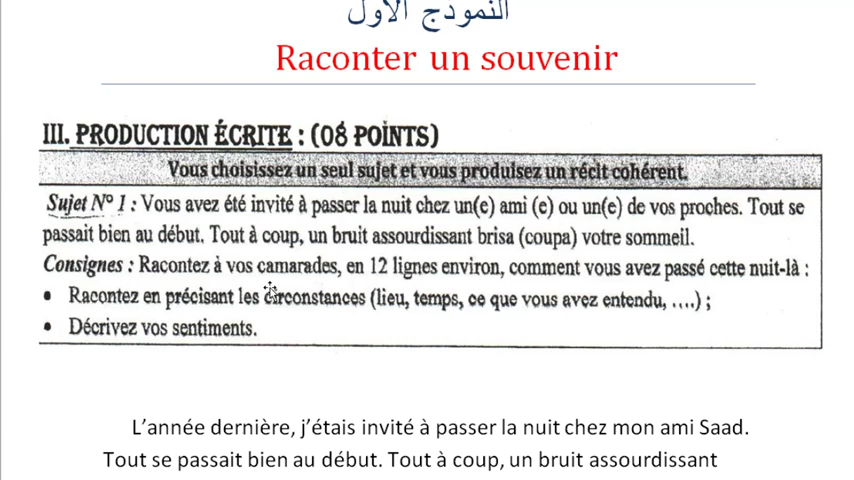 النموذج الأول
Raconter un souvenir
III. PRODUCTION ÉCRITE : (08 POINTS)
Vous choisissez un seul sujet et vous produisez un récit cohérent.
Sujet N° 1 : Vous avez été invité à passer la nuit chez un(e) ami (e) ou un(e) de vos proches. Tout se
passait bien au début. Tout à coup, un bruit assourdissant brisa (coupa) votre sommeil.
Consignes : Racontez à vos camarades, en 12 lignes environ, comment vous avez passé cette nuit-là :
• Racontez en précisant les circonstances (lieu, temps, ce que vous avez entendu, ....) ;
• Décrivez vos sentiments.
L’année dernière, j’étais invité à passer la nuit chez mon ami Saad.
Tout se passait bien au début. Tout à coup, un bruit assourdissant